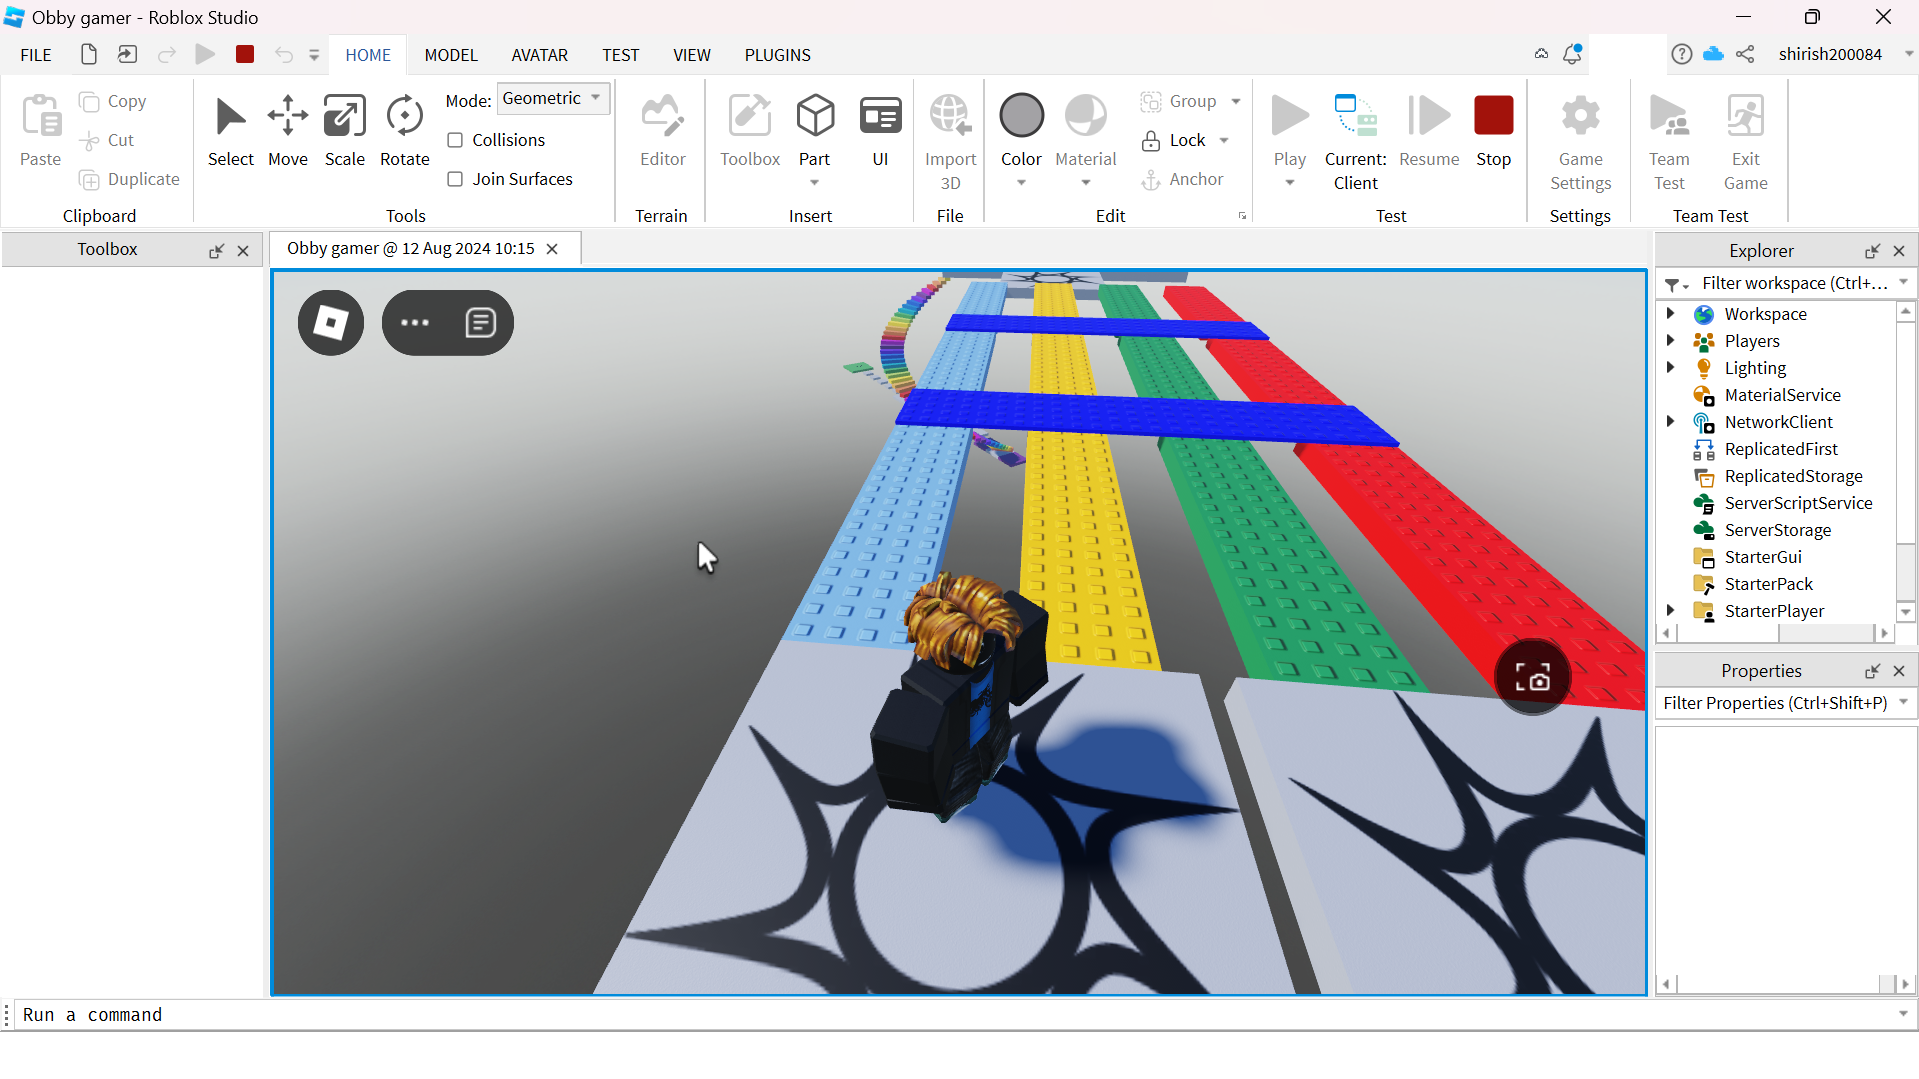 Obby gamer - Roblox Studio
FILE HOME MODEL AVATAR TEST VIEW PLUGINS shirish200084
Paste
Copy
Cut
Duplicate
Clipboard
Select Move Scale Rotate
Mode: Geometric
Collisions
Join Surfaces
Tools
Editor
Terrain
Toolbox Part UI
Insert
Import
3D
File
Color Material
Group
Lock
Anchor
Edit
Play
Current:
Client
Resume Stop
Test
Game
Settings
Settings
Team
Test
Exit
Game
Team Test
Toolbox
Obby gamer @ 12 Aug 2024 10:15
Explorer
Filter workspace (Ctrl+...
Workspace
Players
Lighting
MaterialService
NetworkClient
ReplicatedFirst
ReplicatedStorage
ServerScriptService
ServerStorage
StarterGui
StarterPack
StarterPlayer
Properties
Filter Properties (Ctrl+Shift+P)
Run a command